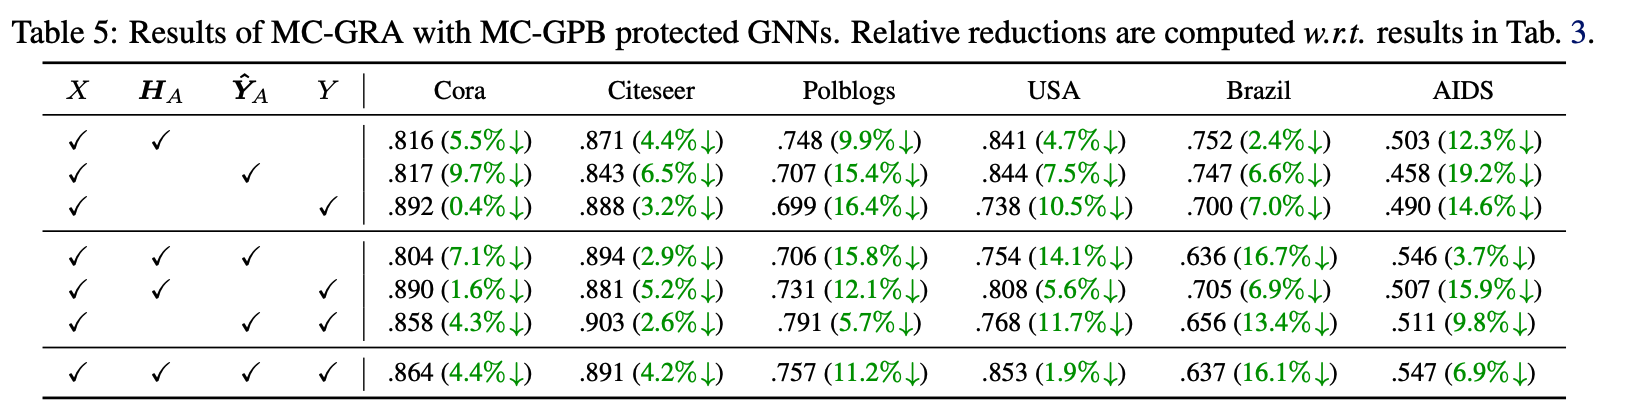 Table 5: Results of MC-GRA with MC-GPB protected GNNs. Relative reductions are computed w.r.t. results in Tab. 3.
X H_A Ŷ_A Y Cora Citeseer Polblogs USA Brazil AIDS
✓ ✓ .816 (5.5%↓) .871 (4.4%↓) .748 (9.9%↓) .841 (4.7%↓) .752 (2.4%↓) .503 (12.3%↓)
✓ ✓ .817 (9.7%↓) .843 (6.5%↓) .707 (15.4%↓) .844 (7.5%↓) .747 (6.6%↓) .458 (19.2%↓)
✓ ✓ .892 (0.4%↓) .888 (3.2%↓) .699 (16.4%↓) .738 (10.5%↓) .700 (7.0%↓) .490 (14.6%↓)
✓ ✓ ✓ .804 (7.1%↓) .894 (2.9%↓) .706 (15.8%↓) .754 (14.1%↓) .636 (16.7%↓) .546 (3.7%↓)
✓ ✓ ✓ .890 (1.6%↓) .881 (5.2%↓) .731 (12.1%↓) .808 (5.6%↓) .705 (6.9%↓) .507 (15.9%↓)
✓ ✓ ✓ .858 (4.3%↓) .903 (2.6%↓) .791 (5.7%↓) .768 (11.7%↓) .656 (13.4%↓) .511 (9.8%↓)
✓ ✓ ✓ ✓ .864 (4.4%↓) .891 (4.2%↓) .757 (11.2%↓) .853 (1.9%↓) .637 (16.1%↓) .547 (6.9%↓)